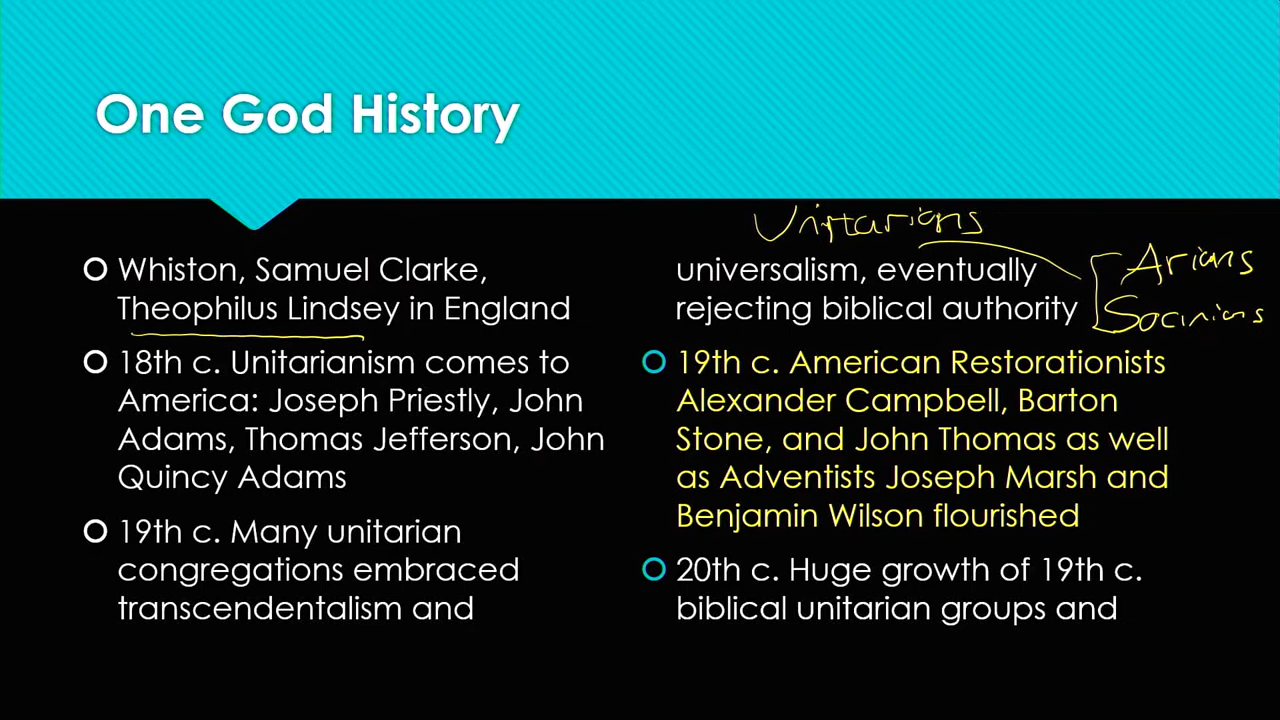 One God History
Whiston, Samuel Clarke,
Theophilus Lindsey in England
18th c. Unitarianism comes to
America: Joseph Priestly, John
Adams, Thomas Jefferson, John
Quincy Adams
19th c. Many unitarian
congregations embraced
transcendentalism and
Unitarians
universalism, eventually
rejecting biblical authority
Arians
Socinians
19th c. American Restorationists
Alexander Campbell, Barton
Stone, and John Thomas as well
as Adventists Joseph Marsh and
Benjamin Wilson flourished
20th c. Huge growth of 19th c.
biblical unitarian groups and